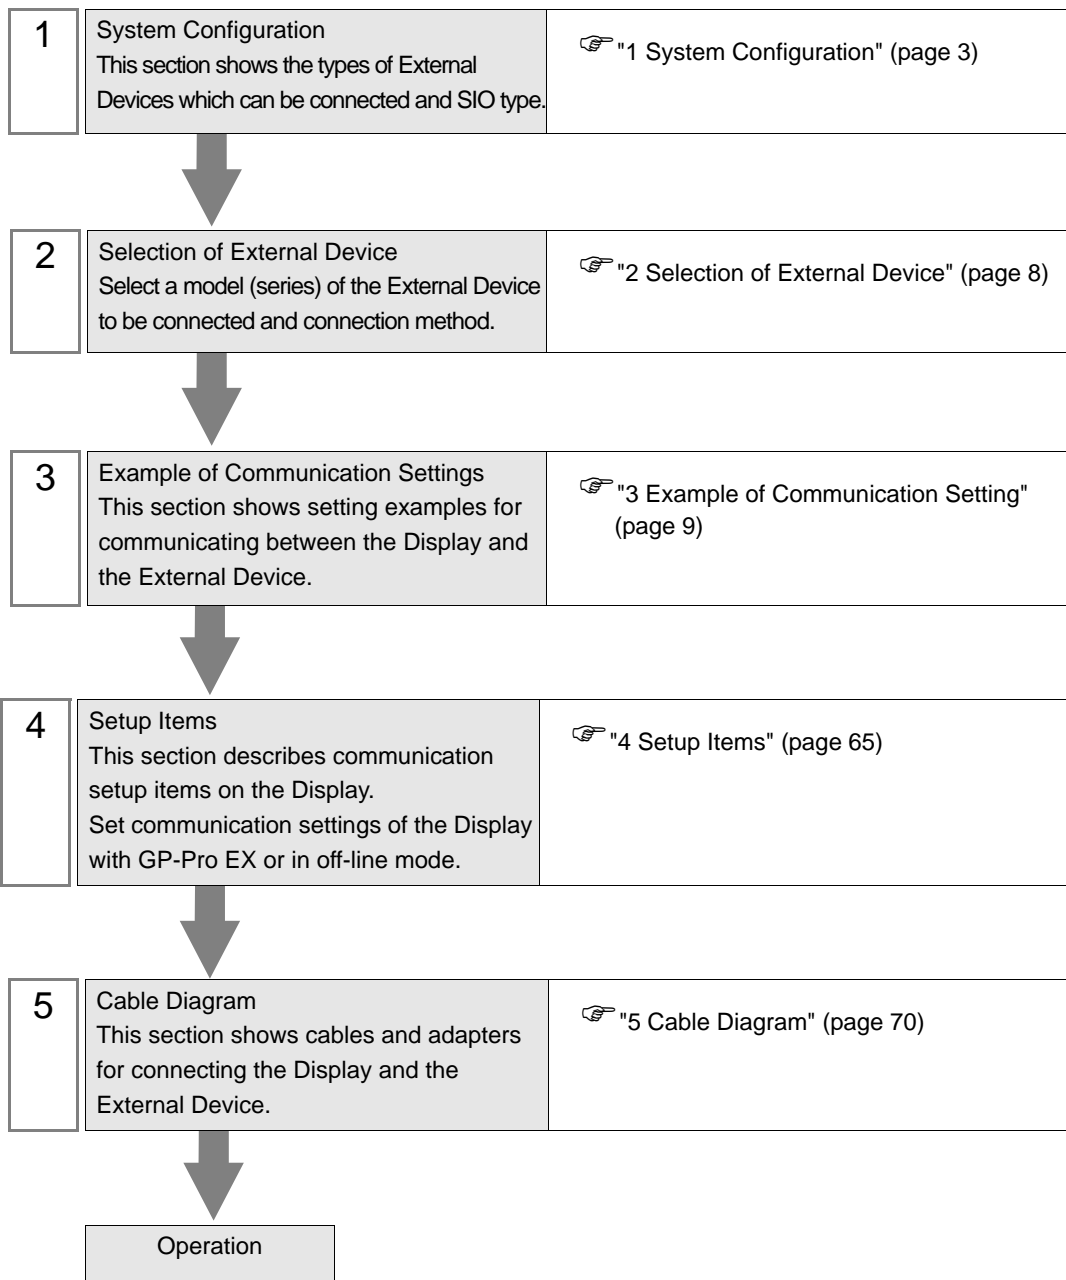 1
System Configuration
This section shows the types of External
Devices which can be connected and SIO type.
"1 System Configuration" (page 3)
2
Selection of External Device
Select a model (series) of the External Device
to be connected and connection method.
"2 Selection of External Device" (page 8)
3
Example of Communication Settings
This section shows setting examples for
communicating between the Display and
the External Device.
"3 Example of Communication Setting"
(page 9)
4
Setup Items
This section describes communication
setup items on the Display.
Set communication settings of the Display
with GP-Pro EX or in off-line mode.
"4 Setup Items" (page 65)
5
Cable Diagram
This section shows cables and adapters
for connecting the Display and the
External Device.
"5 Cable Diagram" (page 70)
Operation